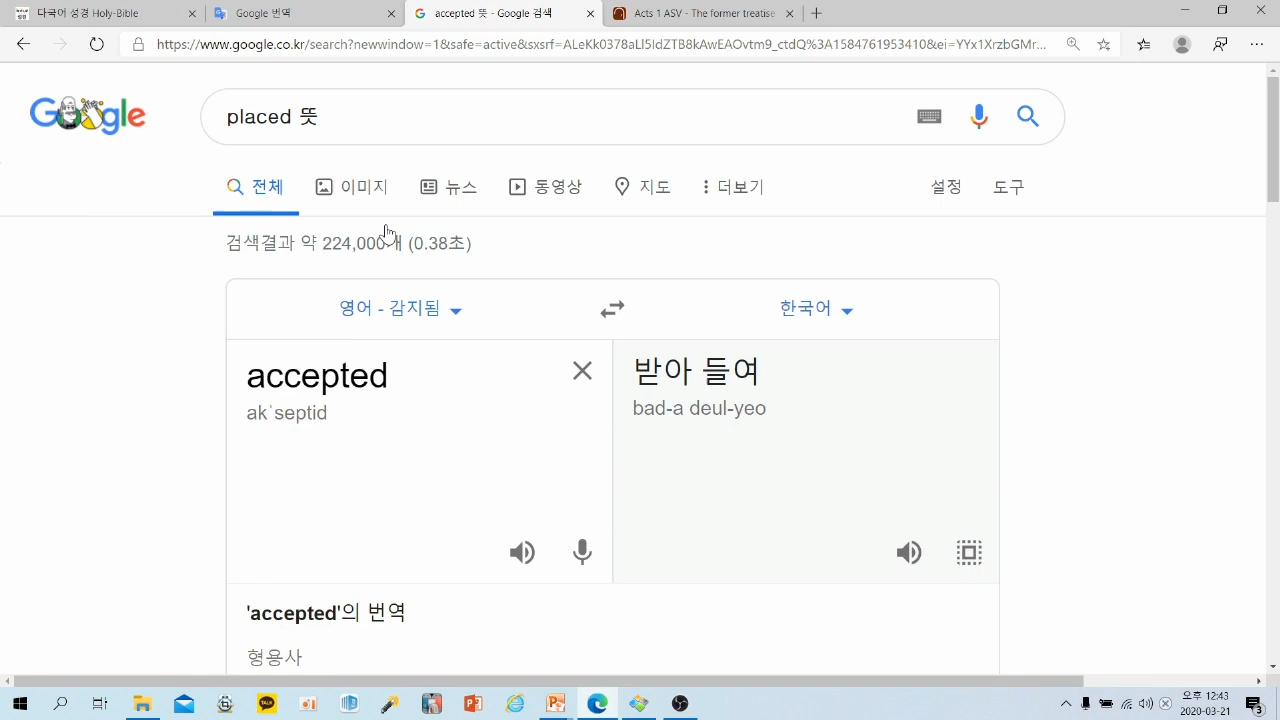 다국어 성경 Holy-Bible
Google 번역
accepted 뜻 - Google 검색
Acts 1 ASV - The former treatise
https://www.google.co.kr/search?newwindow=1&safe=active&sxsrf=ALeKk0378aLI5IdZTB8kAwEAOvtm9_ctdQ%3A1584761953410&ei=YYx1XrzbGMr...
Google
placed 뜻
전체
이미지
뉴스
동영상
지도
더보기
설정
도구
검색결과 약 224,000개 (0.38초)
영어 - 감지됨
한국어
accepted
받아 들여
akˈseptid
bad-a deul-yeo
'accepted'의 번역
형용사
오후 12:43
2020-03-21